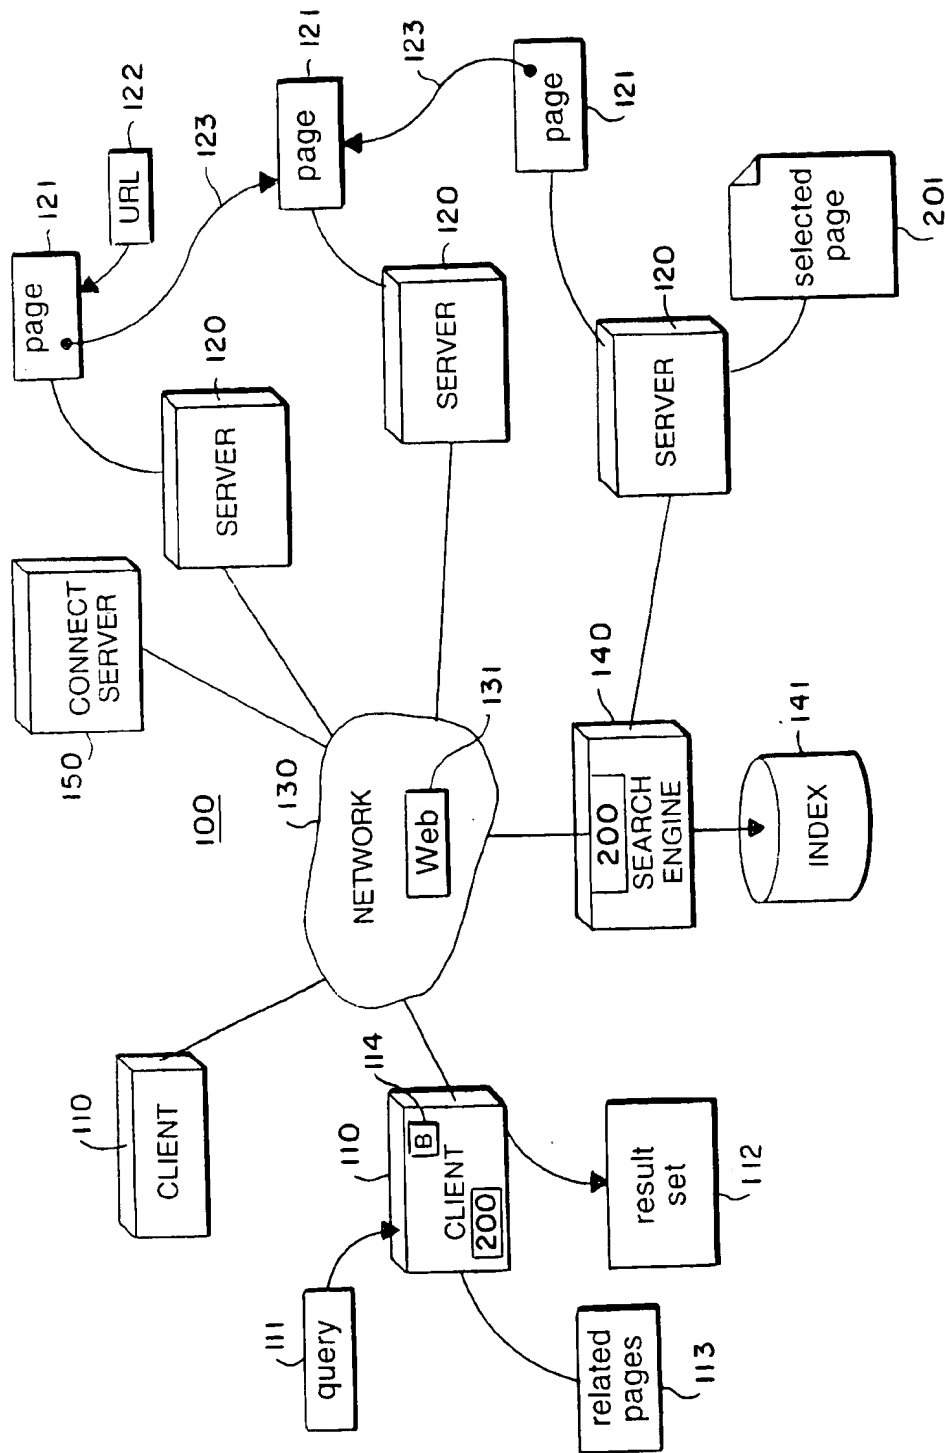 110
CLIENT
100
150
CONNECT
SERVER
page
121
URL
122
123
120
SERVER
130
NETWORK
Web
131
page
121
123
120
SERVER
111
query
110
114
B
CLIENT
200
140
200
SEARCH
ENGINE
page
121
120
SERVER
related
pages
113
result
set
112
141
INDEX
selected
page
201